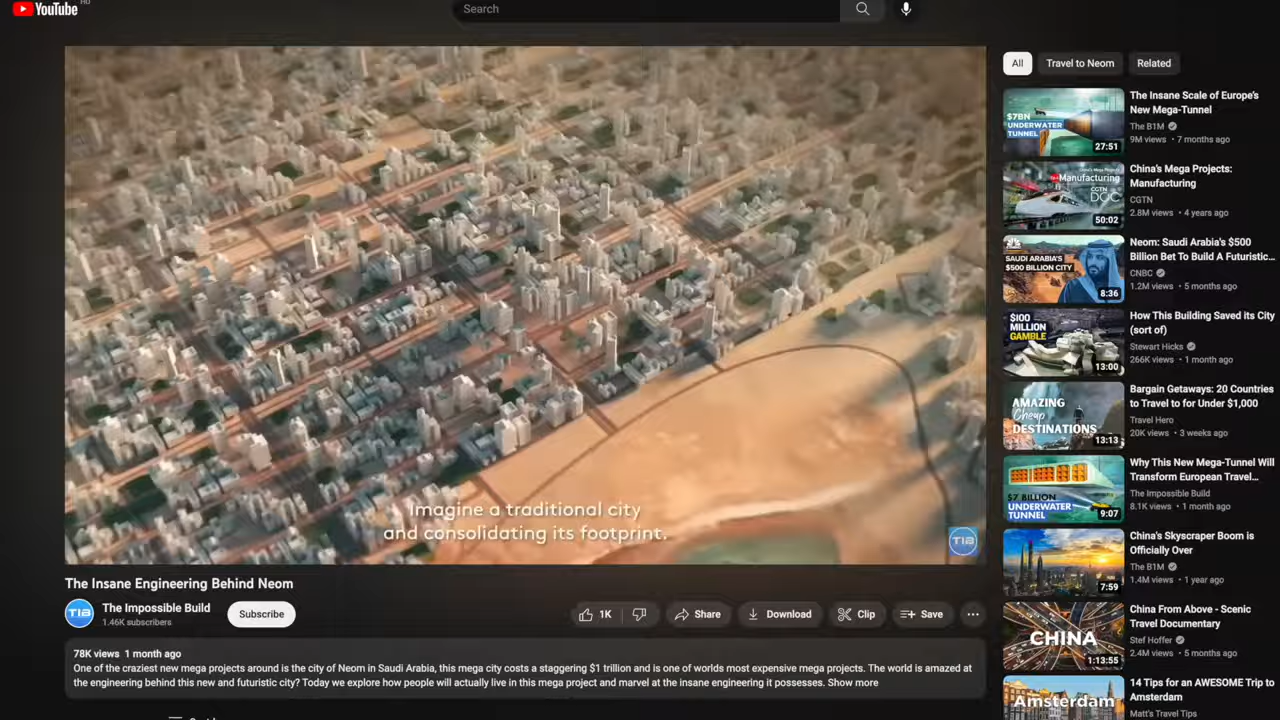 YouTube HD
Search
All
Travel to Neom
Related
Imagine a traditional city
and consolidating its footprint.
TIB
The Insane Engineering Behind Neom
TIB
The Impossible Build
1.46K subscribers
Subscribe
1K
Share
Download
Clip
Save
78K views 1 month ago
One of the craziest new mega projects around is the city of Neom in Saudi Arabia, this mega city costs a staggering $1 trillion and is one of worlds most expensive mega projects. The world is amazed at
the engineering behind this new and futuristic city? Today we explore how people will actually live in this mega project and marvel at the insane engineering it possesses. Show more
$7BN
UNDERWATER
TUNNEL
27:51
The Insane Scale of Europe's
New Mega-Tunnel
The B1M
9M views • 7 months ago
Manufacturing
CGTN
DOC
50:02
China's Mega Projects:
Manufacturing
CGTN
2.8M views • 4 years ago
SAUDI ARABIA'S
$500 BILLION CITY
8:36
Neom: Saudi Arabia's $500
Billion Bet To Build A Futuristic...
CNBC
1.2M views • 5 months ago
$100
MILLION
GAMBLE
13:00
How This Building Saved its City
(sort of)
Stewart Hicks
266K views • 1 month ago
AMAZING
Cheap
DESTINATIONS
13:13
Bargain Getaways: 20 Countries
to Travel to for Under $1,000
Travel Hero
20K views • 3 weeks ago
$7 BILLION
UNDERWATER
TUNNEL
9:07
Why This New Mega-Tunnel Will
Transform European Travel...
The Impossible Build
8.1K views • 1 month ago
7:59
China's Skyscraper Boom is
Officially Over
The B1M
1.4M views • 1 year ago
CHINA
1:13:55
China From Above - Scenic
Travel Documentary
Stef Hoffer
2.4M views • 5 months ago
Amsterdam
14 Tips for an AWESOME Trip to
Amsterdam
Matt's Travel Tips